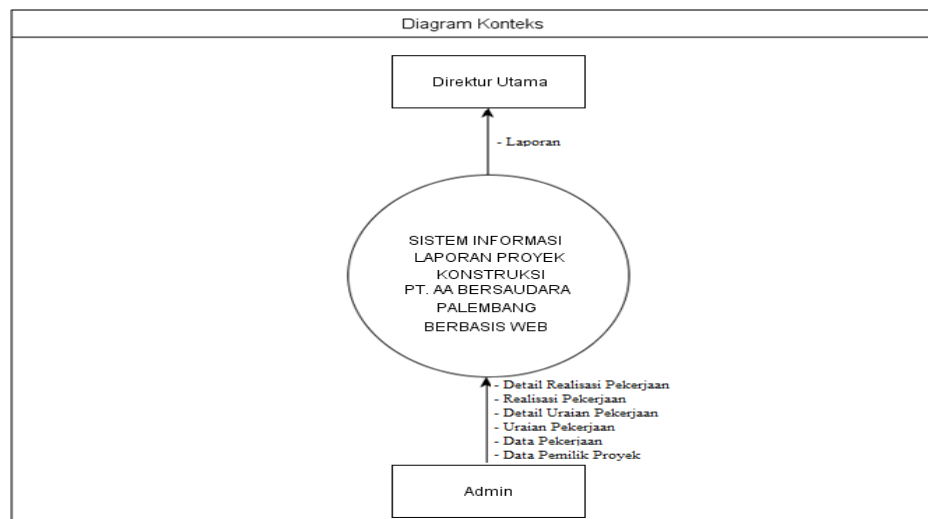 Diagram Konteks
Direktur Utama
- Laporan
SISTEM INFORMASI
LAPORAN PROYEK
KONSTRUKSI
PT. AA BERSAUDARA
PALEMBANG
BERBASIS WEB
- Detail Realisasi Pekerjaan
- Realisasi Pekerjaan
- Detail Uraian Pekerjaan
- Uraian Pekerjaan
- Data Pekerjaan
- Data Pemilik Proyek
Admin